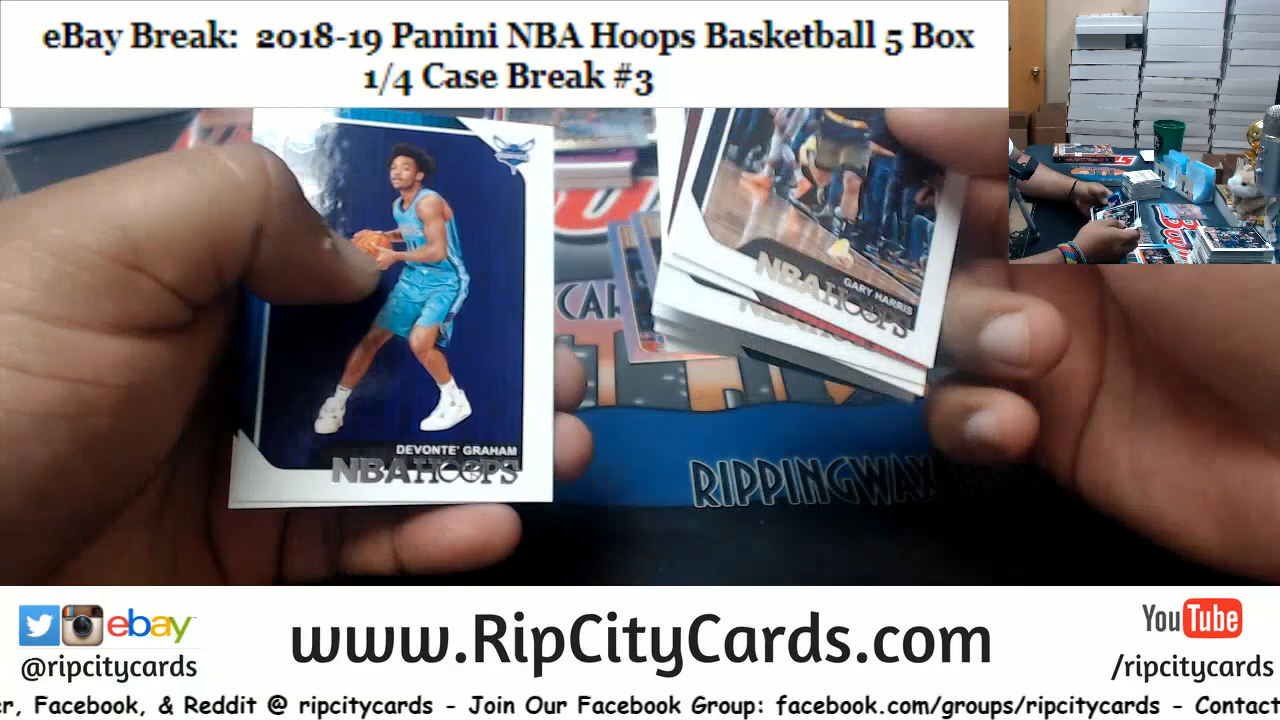 eBay Break: 2018-19 Panini NBA Hoops Basketball 5 Box
1/4 Case Break #3
GARY HARRIS
NBA HOOPS
DEVONTE' GRAHAM
NBA HOOPS
CAR
RIPPINGWAX
ebay
@ripcitycards
www.RipCityCards.com
YouTube
/ripcitycards
er, Facebook, & Reddit @ ripcitycards - Join Our Facebook Group: facebook.com/groups/ripcitycards - Contact